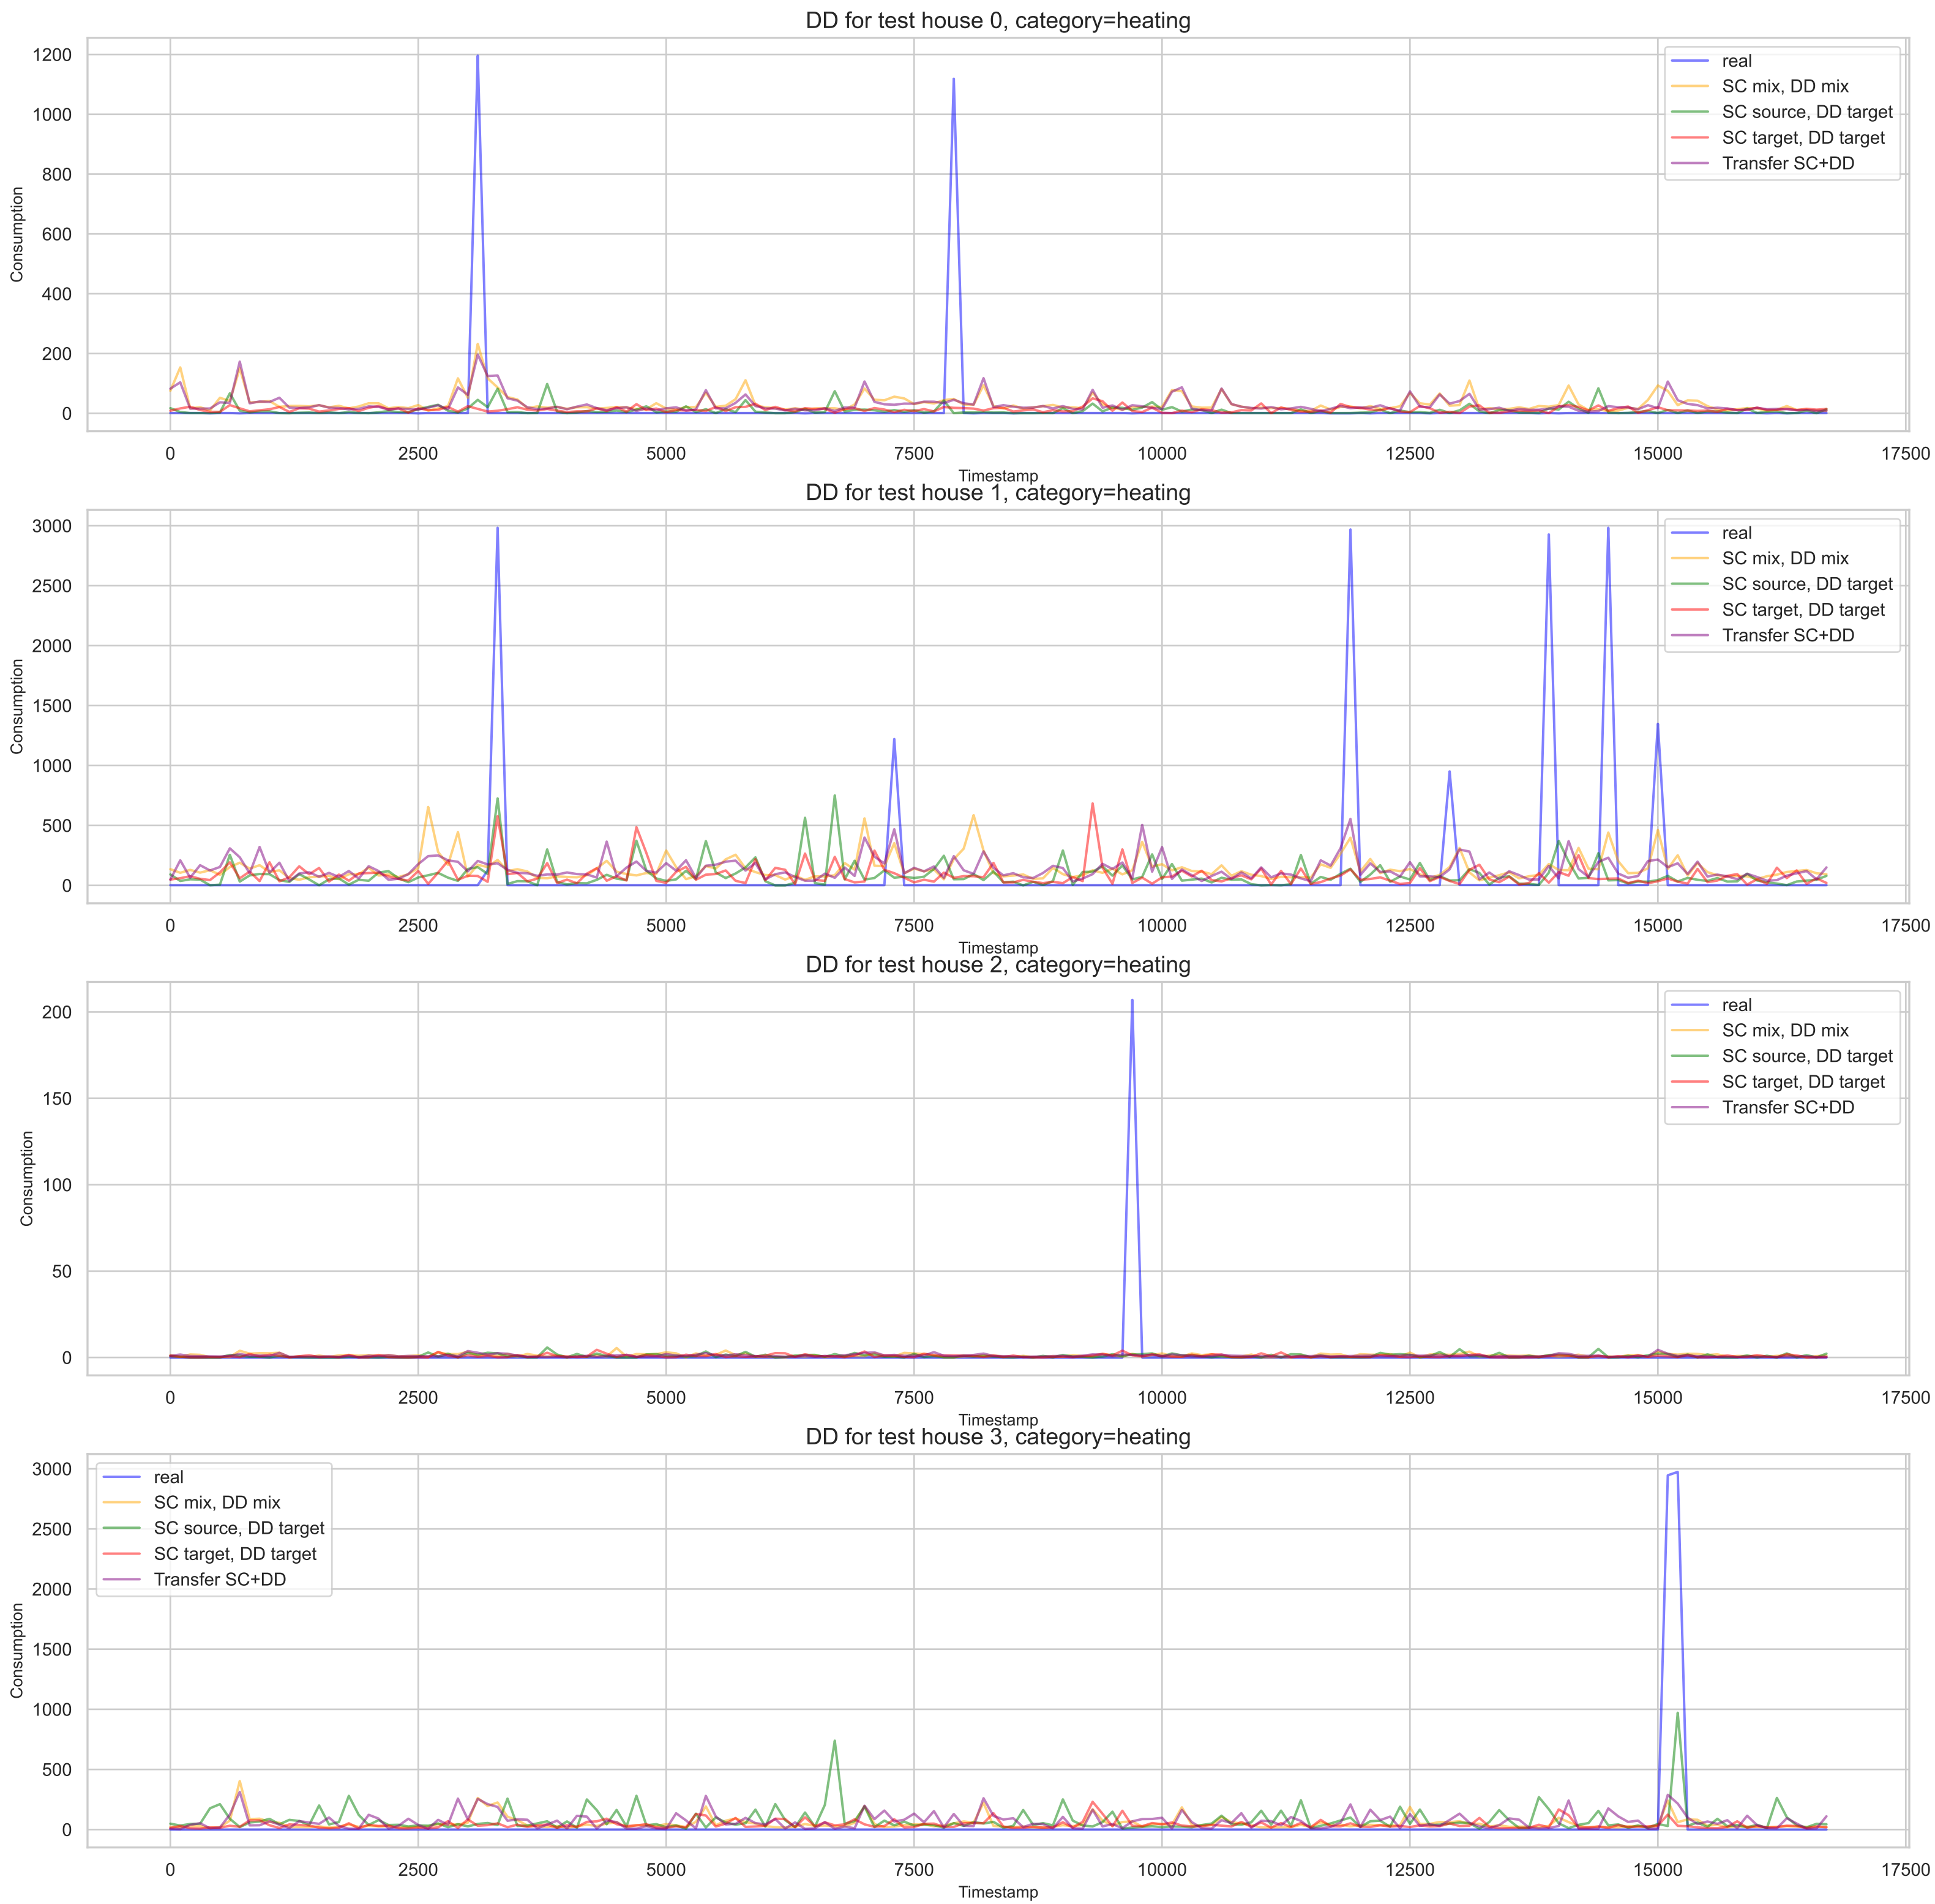 DD for test house 0, category=heating
1200
1000
800
600
400
200
0
Consumption
real
SC mix, DD mix
SC source, DD target
SC target, DD target
Transfer SC+DD
0 2500 5000 7500 10000 12500 15000 17500
Timestamp
DD for test house 1, category=heating
3000
2500
2000
1500
1000
500
0
Consumption
real
SC mix, DD mix
SC source, DD target
SC target, DD target
Transfer SC+DD
0 2500 5000 7500 10000 12500 15000 17500
Timestamp
DD for test house 2, category=heating
200
150
100
50
0
Consumption
real
SC mix, DD mix
SC source, DD target
SC target, DD target
Transfer SC+DD
0 2500 5000 7500 10000 12500 15000 17500
Timestamp
DD for test house 3, category=heating
3000
2500
2000
1500
1000
500
0
Consumption
real
SC mix, DD mix
SC source, DD target
SC target, DD target
Transfer SC+DD
0 2500 5000 7500 10000 12500 15000 17500
Timestamp